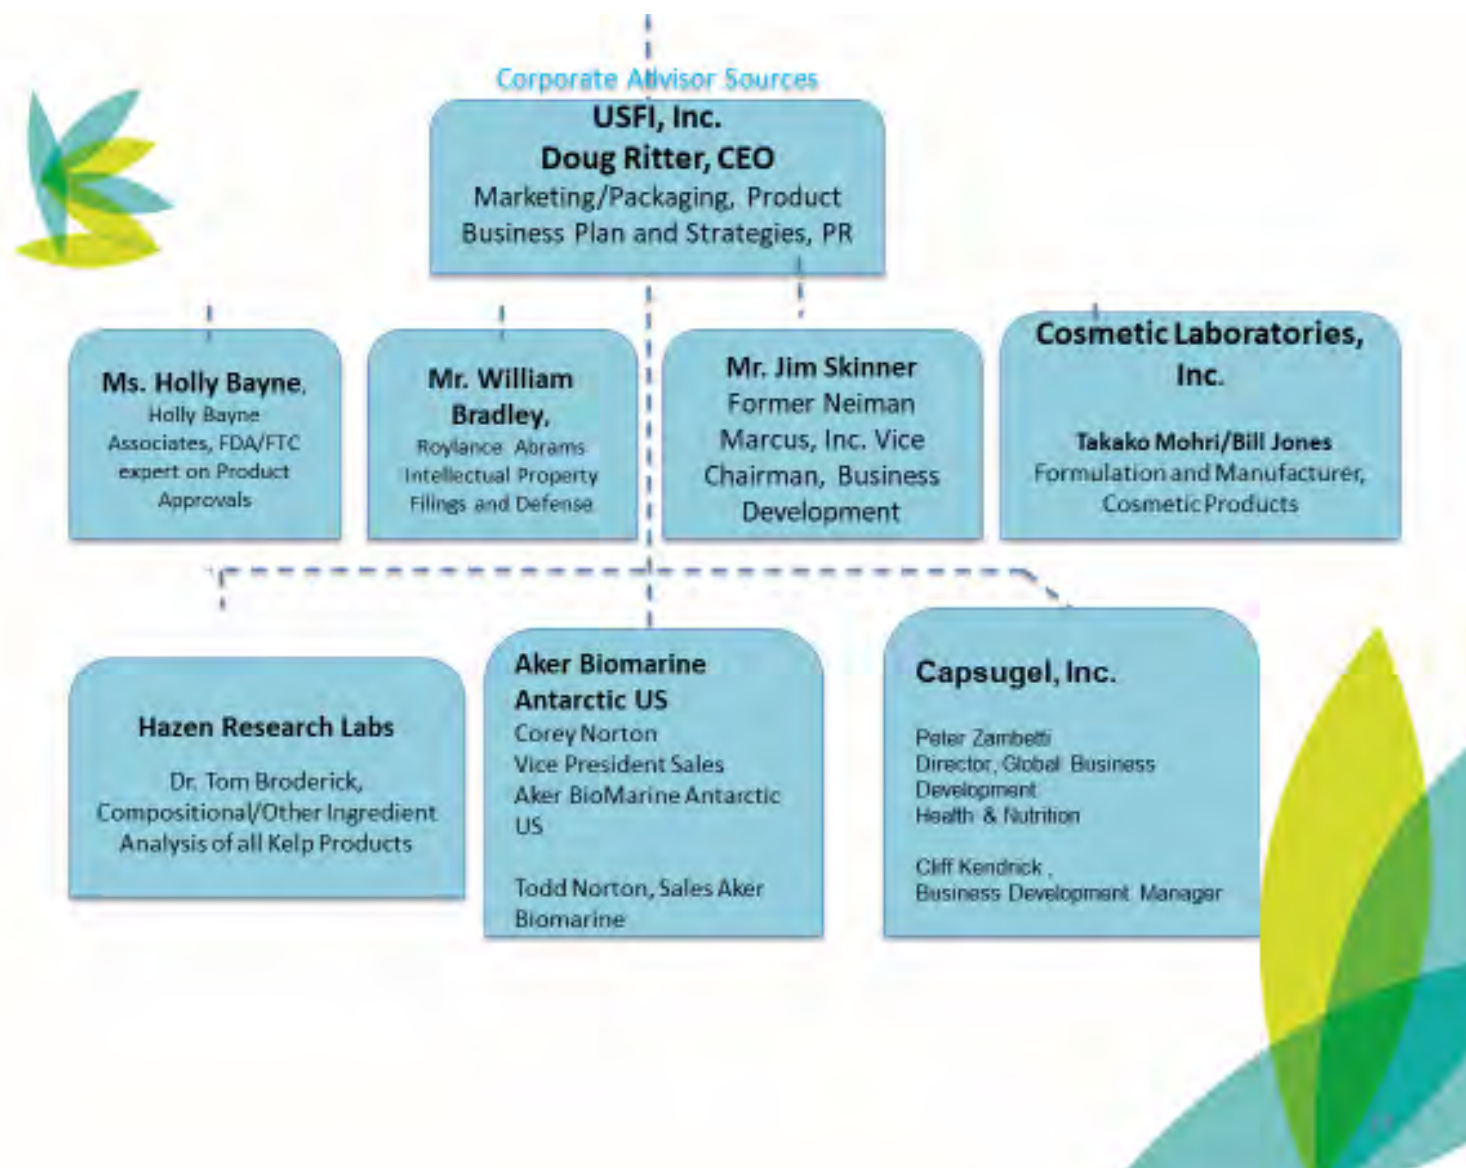 Corporate Advisor Sources
USFI, Inc.
Doug Ritter, CEO
Marketing/Packaging, Product
Business Plan and Strategies, PR
Ms. Holly Bayne,
Holly Bayne
Associates, FDA/FTC
expert on Product
Approvals
Mr. William
Bradley,
Roylance Abrams
Intellectual Property
Filings and Defense
Mr. Jim Skinner
Former Neiman
Marcus, Inc. Vice
Chairman, Business
Development
Cosmetic Laboratories,
Inc.
Takako Mohri/Bill Jones
Formulation and Manufacturer,
Cosmetic Products
Hazen Research Labs
Dr. Tom Broderick,
Compositional/Other Ingredient
Analysis of all Kelp Products
Aker Biomarine
Antarctic US
Corey Norton
Vice President Sales
Aker BioMarine Antarctic
US
Todd Norton, Sales Aker
Biomarine
Capsugel, Inc.
Peter Zambetti
Director, Global Business
Development
Health & Nutrition
Cliff Kendrick,
Business Development Manager